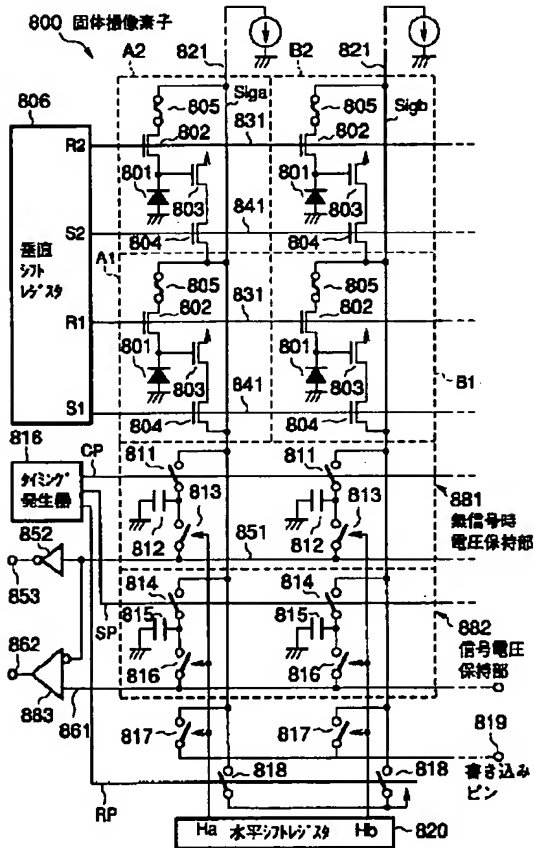 800 固体撮像素子
A2
821
B2
821
Siga
Sigb
806
R2
805
802
831
805
802
801
803
801
803
S2
841
804
804
垂直
シフト
レジスタ
A1
805
802
831
805
802
R1
801
803
801
803
B1
S1
841
804
804
816
CP
811
811
タイミング
発生器
881
無信号時
電圧保持部
852
813
813
812
851
812
853
SP
814
814
862
815
815
882
信号電圧
保持部
883
861
816
816
817
817
819
書き込み
ピン
818
818
RP
Ha 水平シフトレジスタ Hb
820